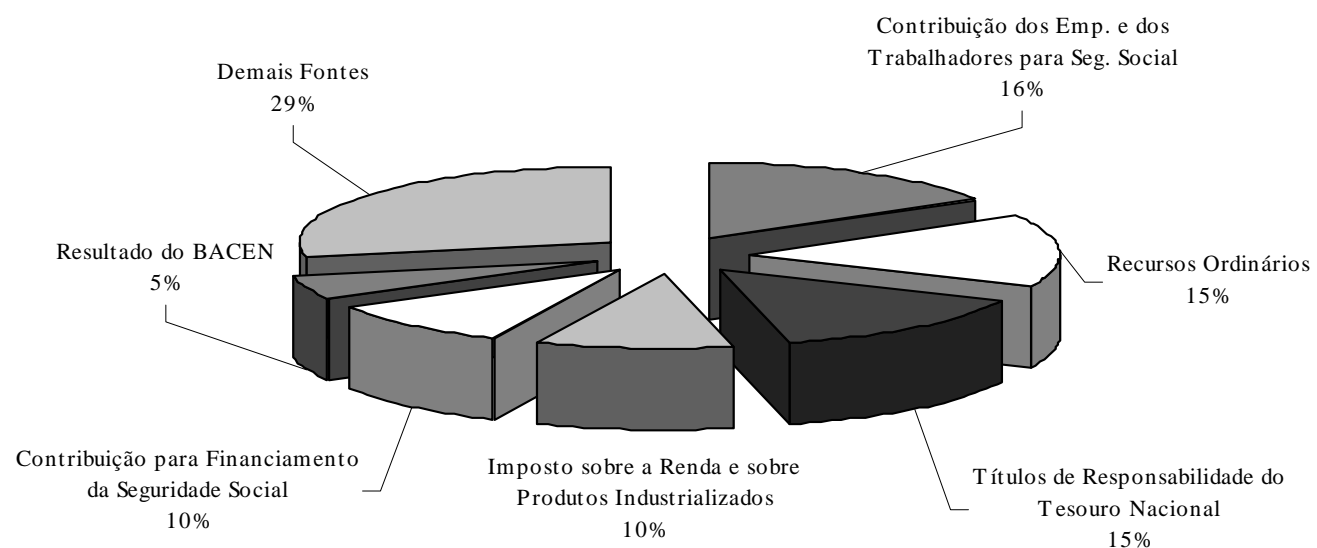 Contribuição dos Emp. e dos
Trabalhadores para Seg. Social
16%
Demais Fontes
29%
Resultado do BACEN
5%
Recursos Ordinários
15%
Contribuição para Financiamento
da Seguridade Social
10%
Imposto sobre a Renda e sobre
Produtos Industrializados
10%
Títulos de Responsabilidade do
Tesouro Nacional
15%